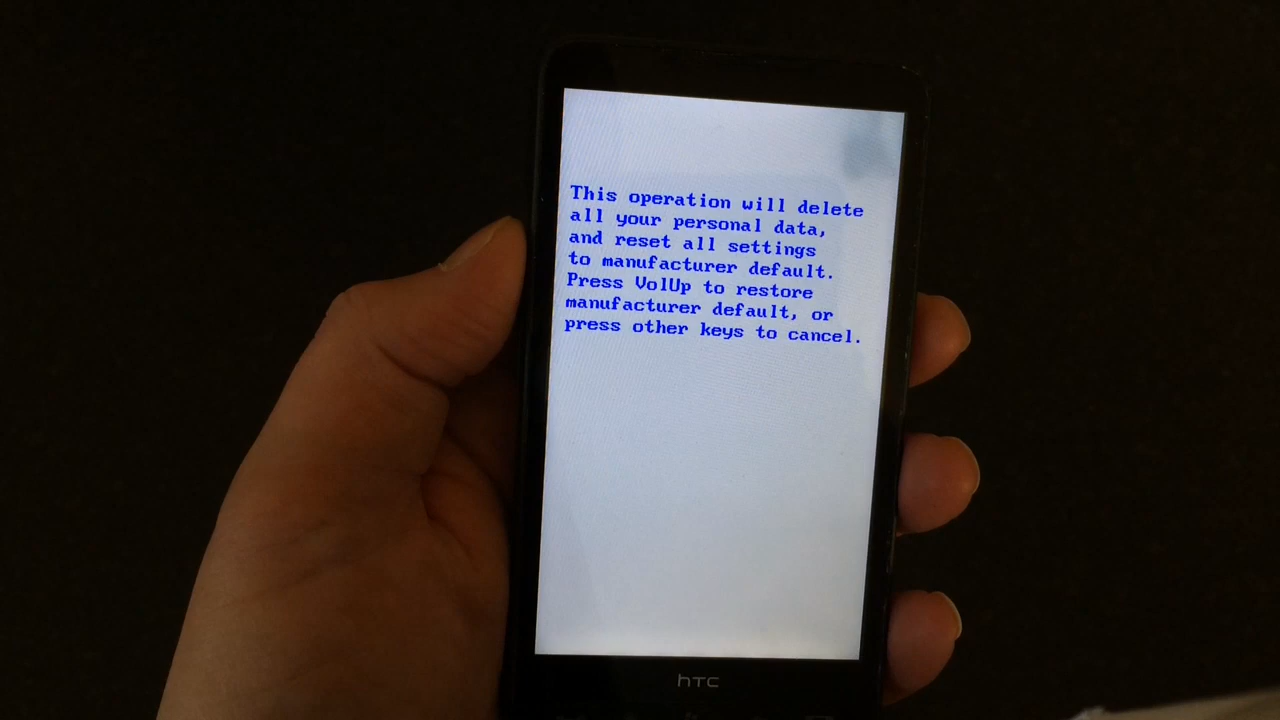 This operation will delete
all your personal data,
and reset all settings
to manufacturer default.
Press VolUp to restore
manufacturer default, or
press other keys to cancel.
hTC